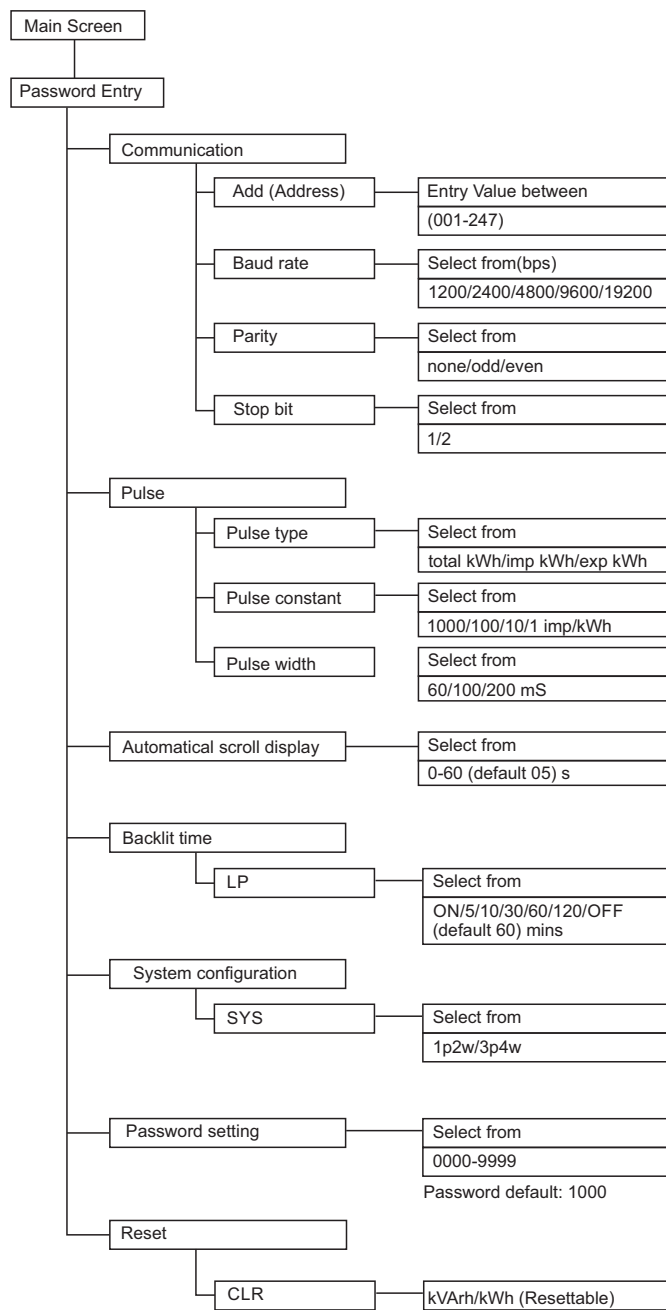 Main Screen
Password Entry
Communication
Add (Address)
Entry Value between
(001-247)
Baud rate
Select from(bps)
1200/2400/4800/9600/19200
Parity
Select from
none/odd/even
Stop bit
Select from
1/2
Pulse
Pulse type
Select from
total kWh/imp kWh/exp kWh
Pulse constant
Select from
1000/100/10/1 imp/kWh
Pulse width
Select from
60/100/200 mS
Automatical scroll display
Select from
0-60 (default 05) s
Backlit time
LP
Select from
ON/5/10/30/60/120/OFF
(default 60) mins
System configuration
SYS
Select from
1p2w/3p4w
Password setting
Select from
0000-9999
Password default: 1000
Reset
CLR
kVArh/kWh (Resettable)